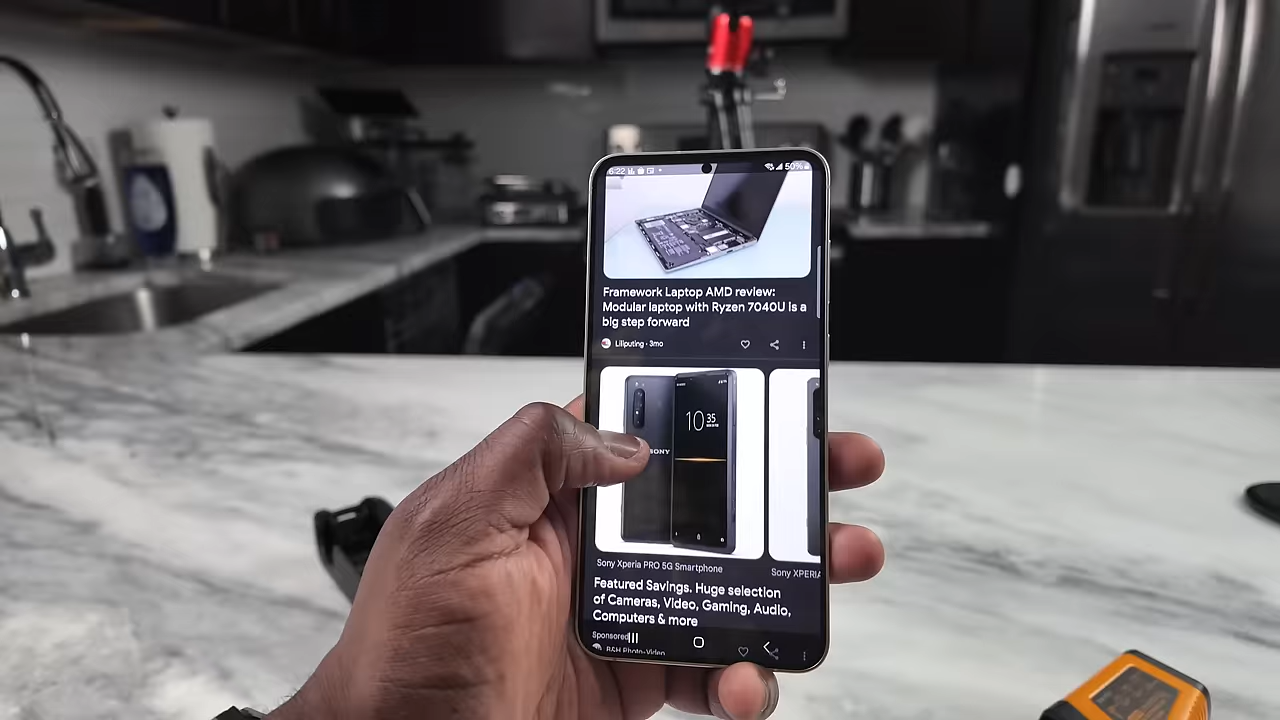 6:22
50%
Framework Laptop AMD review:
Modular laptop with Ryzen 7040U is a
big step forward
Liliputing · 3mo
10 35
SONY
Sony Xperia PRO 5G Smartphone
Sony XPERIA
Featured Savings. Huge selection
of Cameras, Video, Gaming, Audio,
Computers & more
Sponsored
B&H Photo-Video